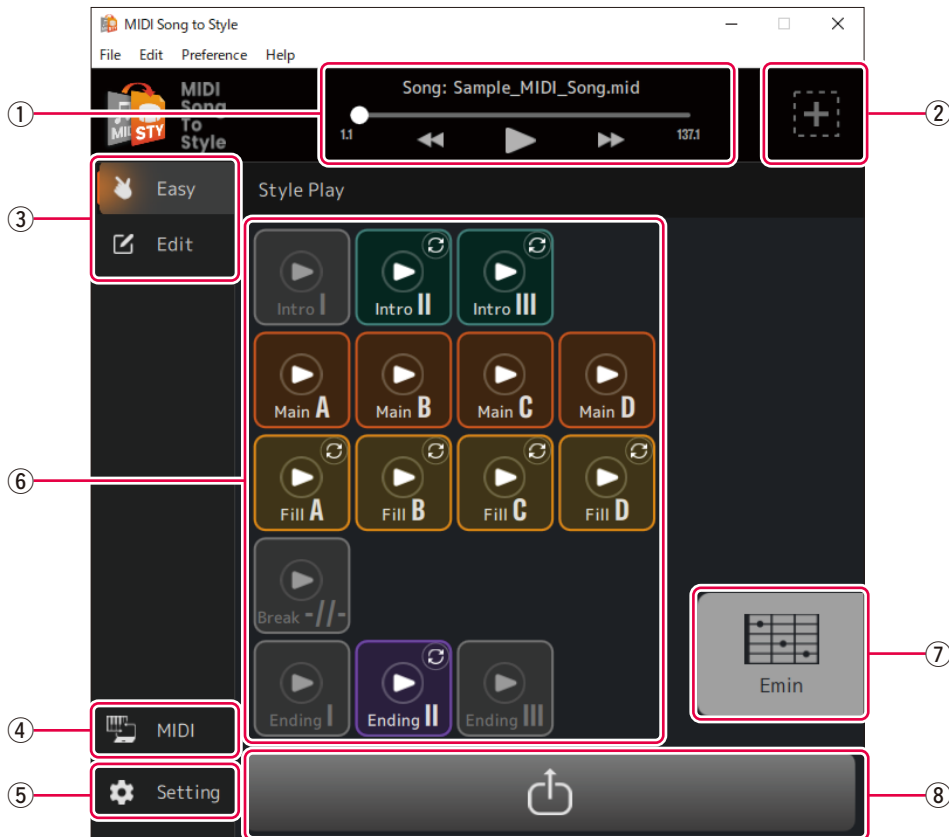 MIDI Song to Style
File Edit Preference Help
MIDI
Song
To
Style
MI STY
Song: Sample_MIDI_Song.mid
1.1 137.1
①
②
③
Easy
Edit
Style Play
Intro I Intro II Intro III
Main A Main B Main C Main D
⑥
Fill A Fill B Fill C Fill D
Break -//-
⑦
Emin
Ending I Ending II Ending III
④
MIDI
⑤
Setting
⑧